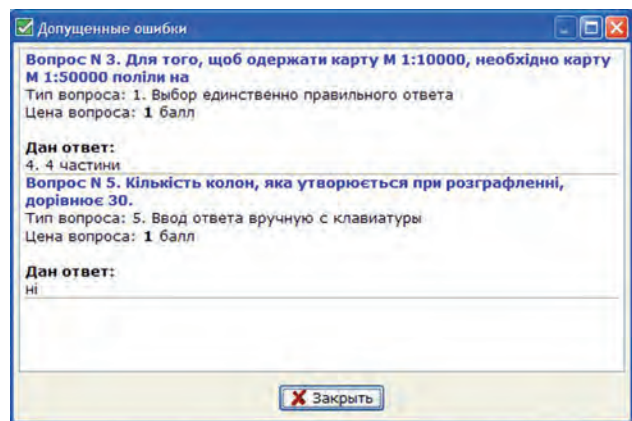 Допущенные ошибки
Вопрос N 3. Для того, щоб одержати карту М 1:10000, необхідно карту
М 1:50000 поліли на
Тип вопроса: 1. Выбор единственно правильного ответа
Цена вопроса: 1 балл
Дан ответ:
4. 4 частини
Вопрос N 5. Кількість колон, яка утворюється при розграфленні,
дорівнює 30.
Тип вопроса: 5. Ввод ответа вручную с клавиатуры
Цена вопроса: 1 балл
Дан ответ:
ні
Закрыть